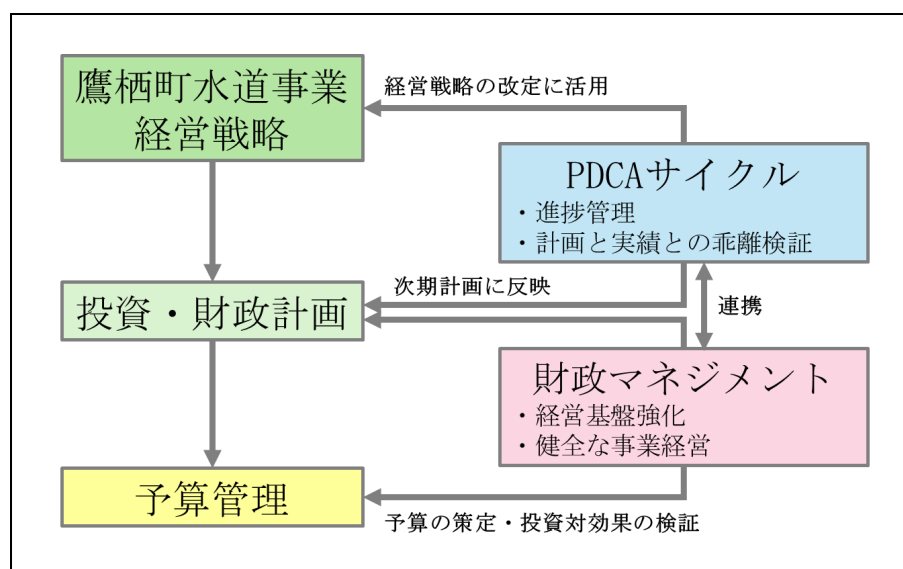 鷹栖町水道事業
経営戦略
経営戦略の改定に活用
PDCAサイクル
・進捗管理
・計画と実績との乖離検証
次期計画に反映
投資・財政計画
連携
財政マネジメント
・経営基盤強化
・健全な事業経営
予算管理
予算の策定・投資対効果の検証